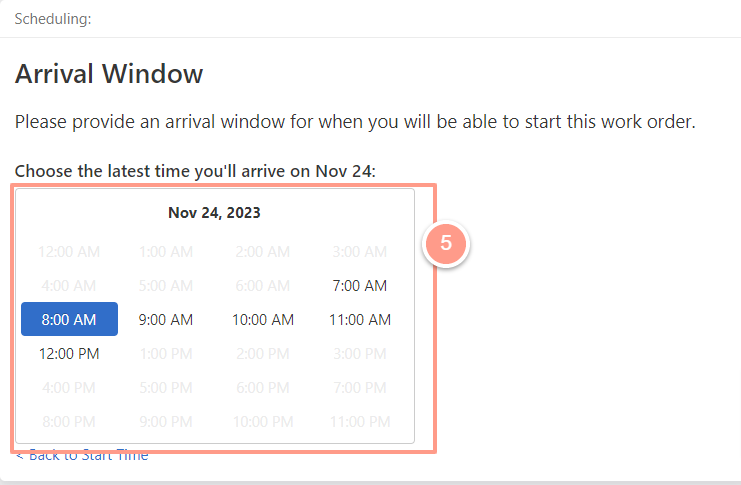 Scheduling:
Arrival Window
Please provide an arrival window for when you will be able to start this work order.
Choose the latest time you'll arrive on Nov 24:
Nov 24, 2023
5
12:00 AM 1:00 AM 2:00 AM 3:00 AM
4:00 AM 5:00 AM 6:00 AM 7:00 AM
8:00 AM 9:00 AM 10:00 AM 11:00 AM
12:00 PM 1:00 PM 2:00 PM 3:00 PM
4:00 PM 5:00 PM 6:00 PM 7:00 PM
8:00 PM 9:00 PM 10:00 PM 11:00 PM
< Back to Start Time